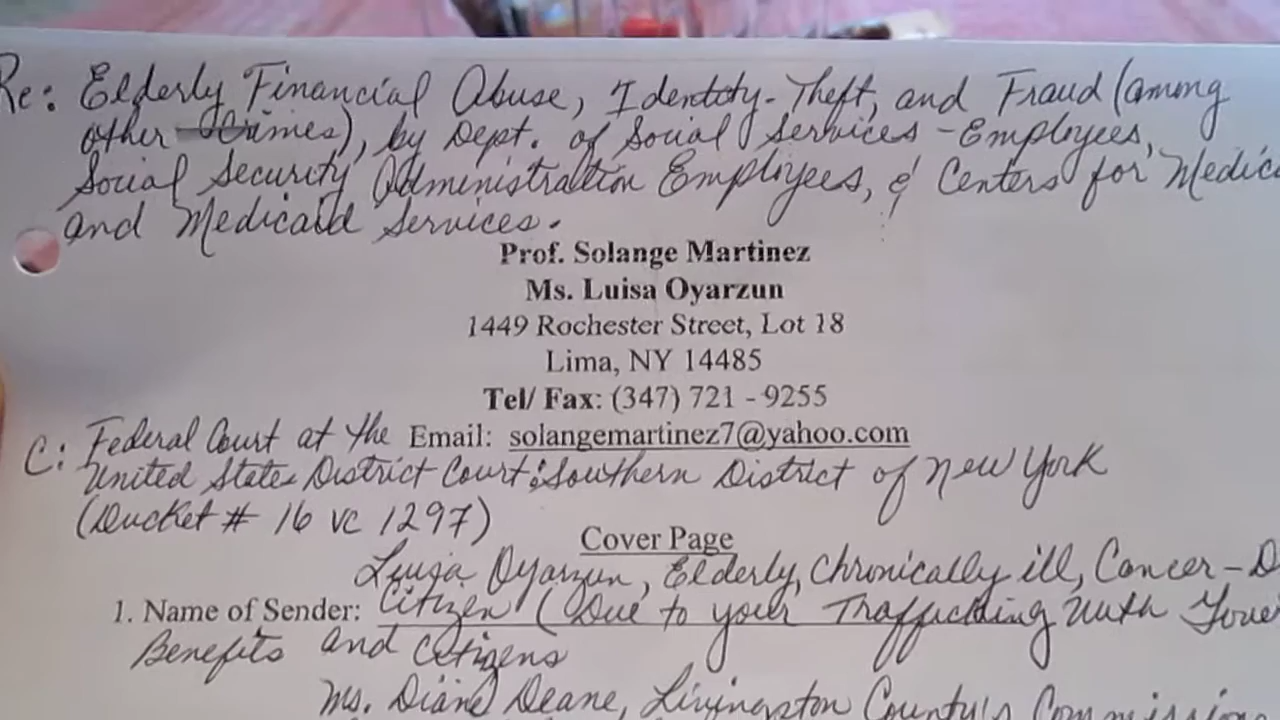 Re: Elderly Financial Abuse, Identity-Theft, and Fraud (among
other Crimes), by Dept. of Social Services - Employees,
Social Security Administration Employees, & Centers for Medic
and Medicaid Services.
Prof. Solange Martinez
Ms. Luisa Oyarzun
1449 Rochester Street, Lot 18
Lima, NY 14485
Tel/ Fax: (347) 721 - 9255
C: Federal Court at the Email: solangemartinez7@yahoo.com
United States District Court: Southern District of New York
(Ducket # 16 vc 1297)
Cover Page
Luisa Oyarzun, Elderly, Chronically ill, Cancer-D
1. Name of Sender: Citizen (Due to your Trafficking with
Benefits and Citizens
Ms. Diane Deane, Livingston County's Commissio